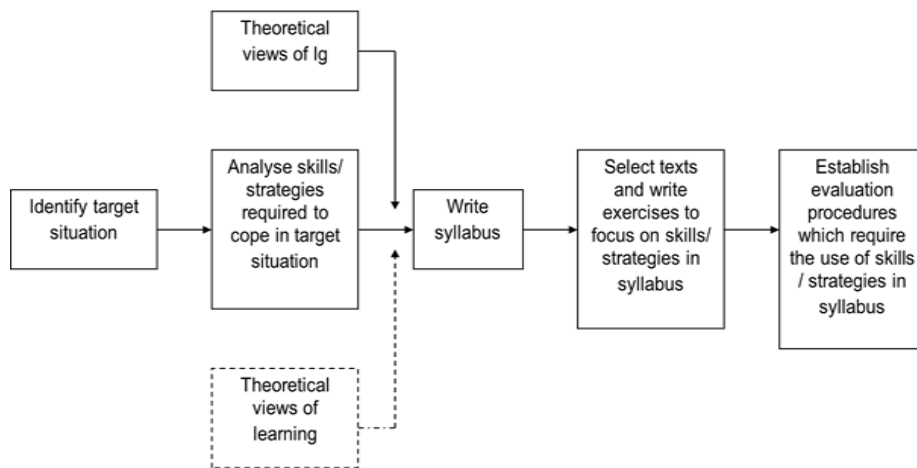 Theoretical
views of lg
Identify target
situation
Analyse skills/
strategies
required to
cope in target
situation
Write
syllabus
Select texts
and write
exercises to
focus on skills/
strategies in
syllabus
Establish
evaluation
procedures
which require
the use of skills
/ strategies in
syllabus
Theoretical
views of
learning